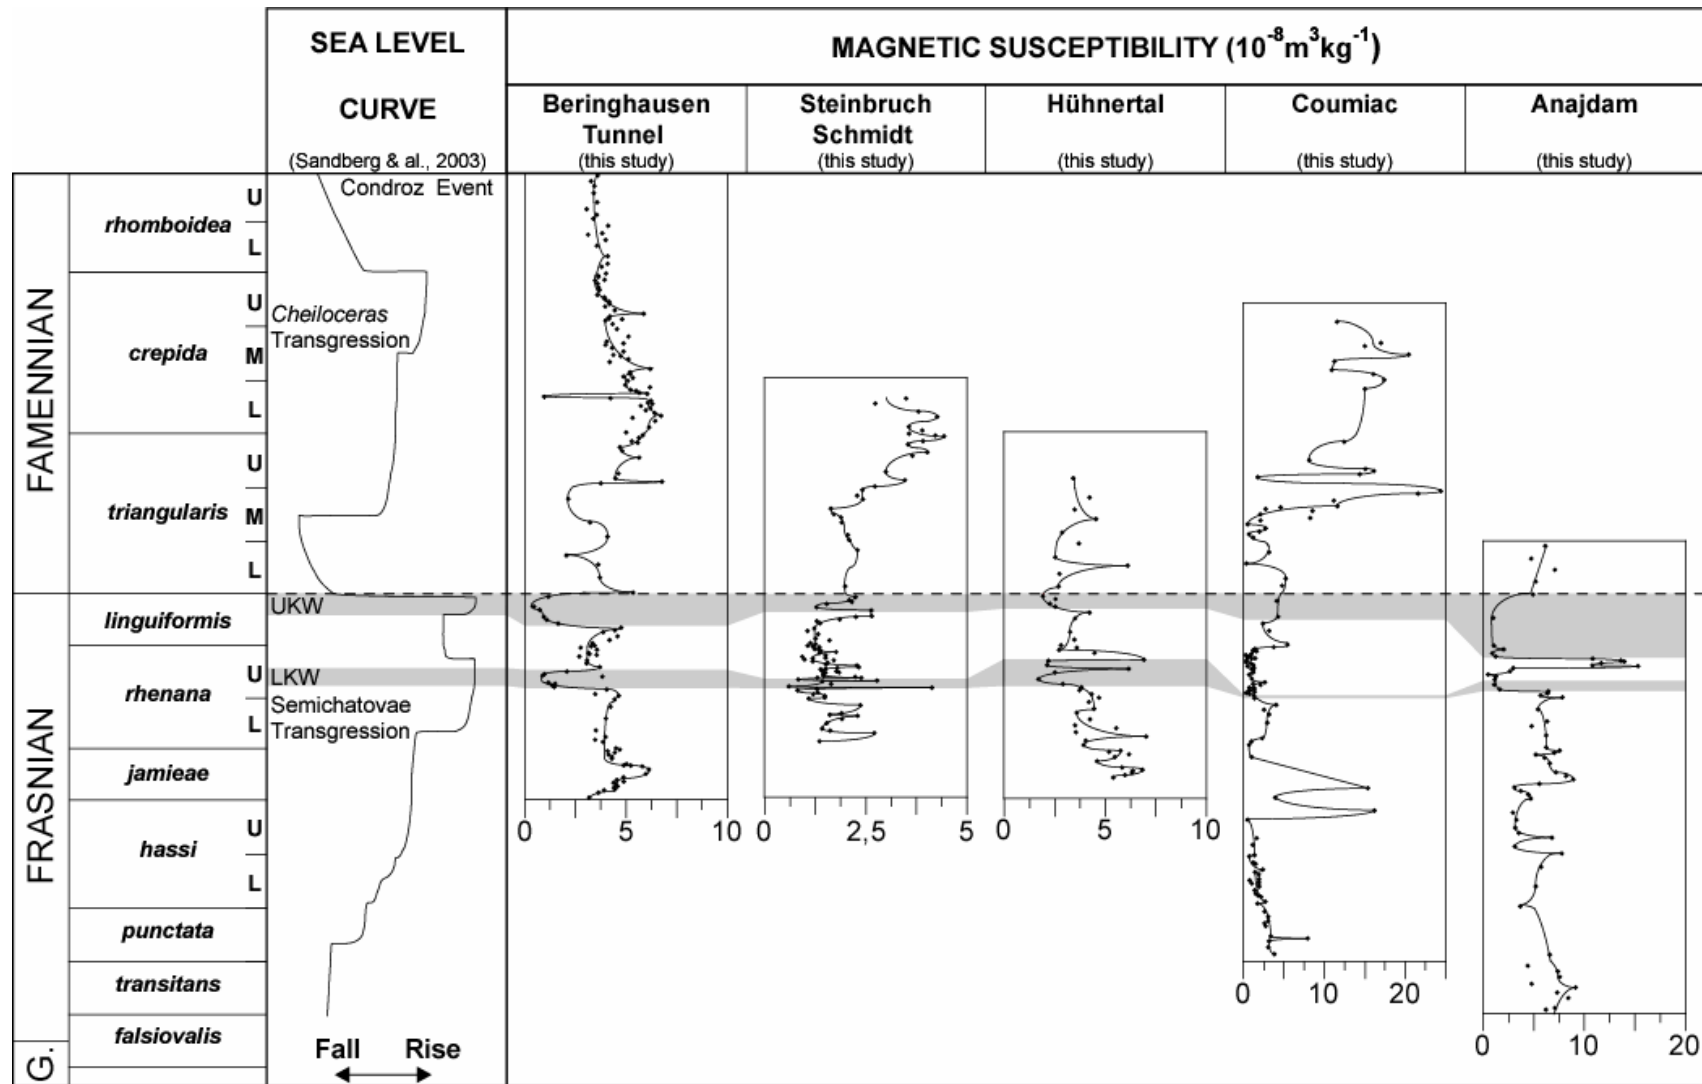 SEA LEVEL
CURVE
(Sandberg & al., 2003)
MAGNETIC SUSCEPTIBILITY (10⁻⁸m³kg⁻¹)
Beringhausen
Tunnel
(this study)
Steinbruch
Schmidt
(this study)
Hühnertal
(this study)
Coumiac
(this study)
Anajdam
(this study)
FAMENNIAN
FRASNIAN
G.
rhomboidea
U
L
crepida
U
M
L
triangularis
U
M
L
linguiformis
rhenana
U
L
jamieae
hassi
U
L
punctata
transitans
falsiovalis
Condroz Event
Cheiloceras
Transgression
UKW
LKW
Semichatovae
Transgression
Fall Rise
0 5 10
0 2,5 5
0 5 10
0 10 20
0 10 20